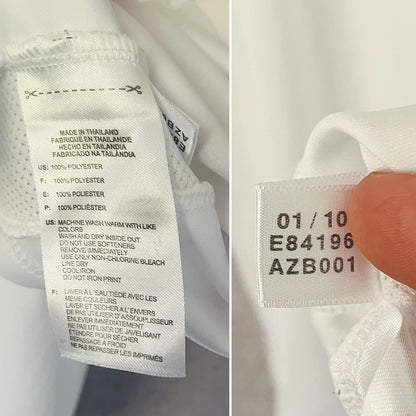 MADE IN THAILAND
FABRIQUÉ EN THAÏLANDE
HECHO EN TAILANDIA
FABRICADO NA TAILÂNDIA
US: 100% POLYESTER
F: 100% POLYESTER
E: 100% POLIÉSTER
P: 100% POLIÉSTER
US: MACHINE WASH WARM WITH LIKE
COLORS
WASH AND DRY INSIDE OUT
DO NOT USE SOFTENERS
REMOVE IMMEDIATELY
USE ONLY NON-CHLORINE BLEACH
LINE DRY
COOL IRON
DO NOT IRON PRINT
F: LAVER À L'EAU TIÈDE AVEC LES
MÊME COULEURS
LAVER ET SECHER A L'ENVERS
DE PAS UTILISER D'ASSOUPLISSEUR
DIRECTEMENT
NE PAS UTILISER DE JAVELISANT
ÉTENDRE POUR SÉCHER
REPASSAGE À FROID
NE PAS REPASSER LES IMPRIMÉS
01 / 10
E84196
AZB001